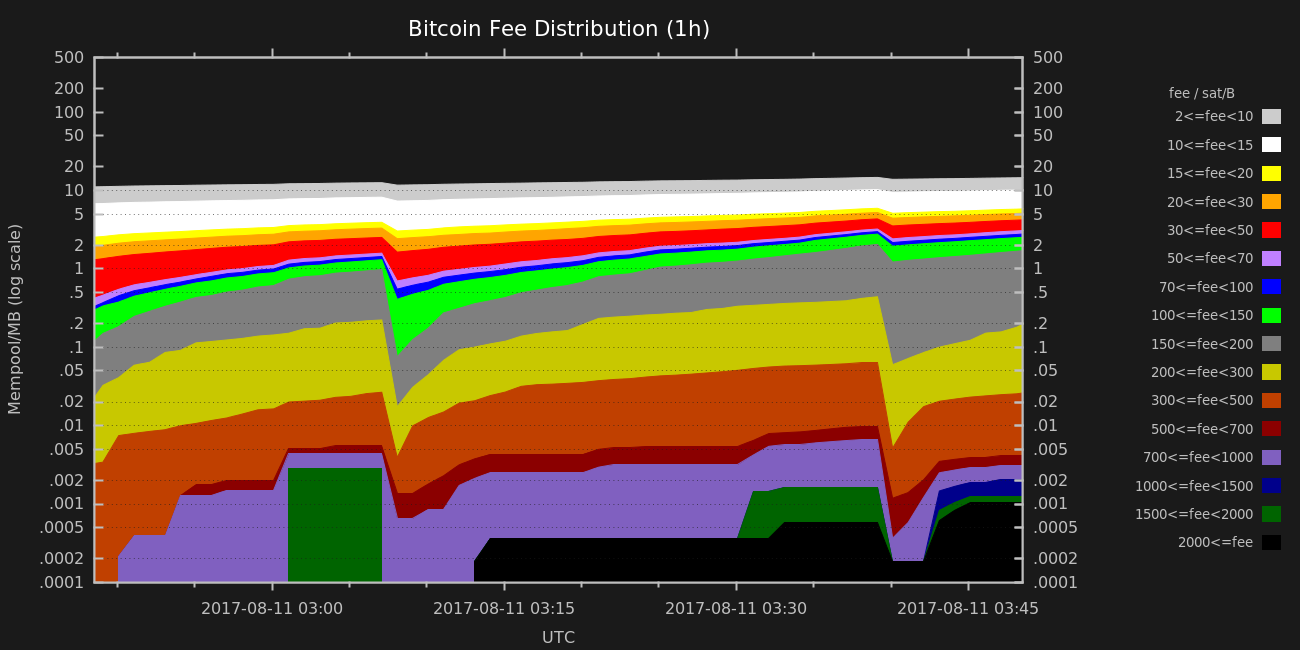 Bitcoin Fee Distribution (1h)
500
200
100
50
20
10
5
2
1
.5
.2
.1
.05
.02
.01
.005
.002
.001
.0005
.0002
.0001
Mempool/MB (log scale)
500
200
100
50
20
10
5
2
1
.5
.2
.1
.05
.02
.01
.005
.002
.001
.0005
.0002
.0001
2017-08-11 03:00 2017-08-11 03:15 2017-08-11 03:30 2017-08-11 03:45
UTC
fee / sat/B
2<=fee<10
10<=fee<15
15<=fee<20
20<=fee<30
30<=fee<50
50<=fee<70
70<=fee<100
100<=fee<150
150<=fee<200
200<=fee<300
300<=fee<500
500<=fee<700
700<=fee<1000
1000<=fee<1500
1500<=fee<2000
2000<=fee